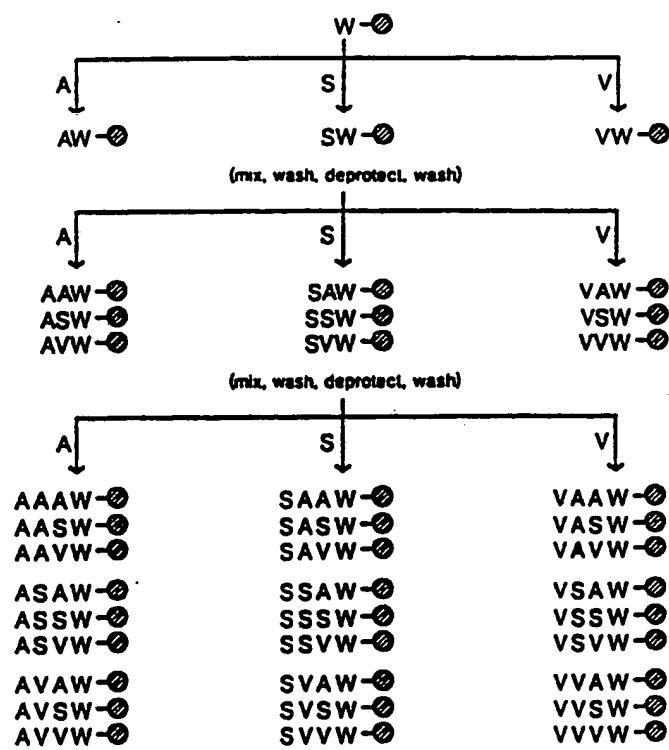 W
A S V
AW SW VW
(mix, wash, deprotect, wash)
A S V
AAW SAW VAW
ASW SSW VSW
AVW SVW VVW
(mix, wash, deprotect, wash)
A S V
AAAW SAAW VAAW
AASW SASW VASW
AAVW SAVW VAVW
ASAW SSAW VSAW
ASSW SSSW VSSW
ASVW SSVW VSVW
AVAW SVAW VVAW
AVSW SVSW VVSW
AVVW SVVW VVVW